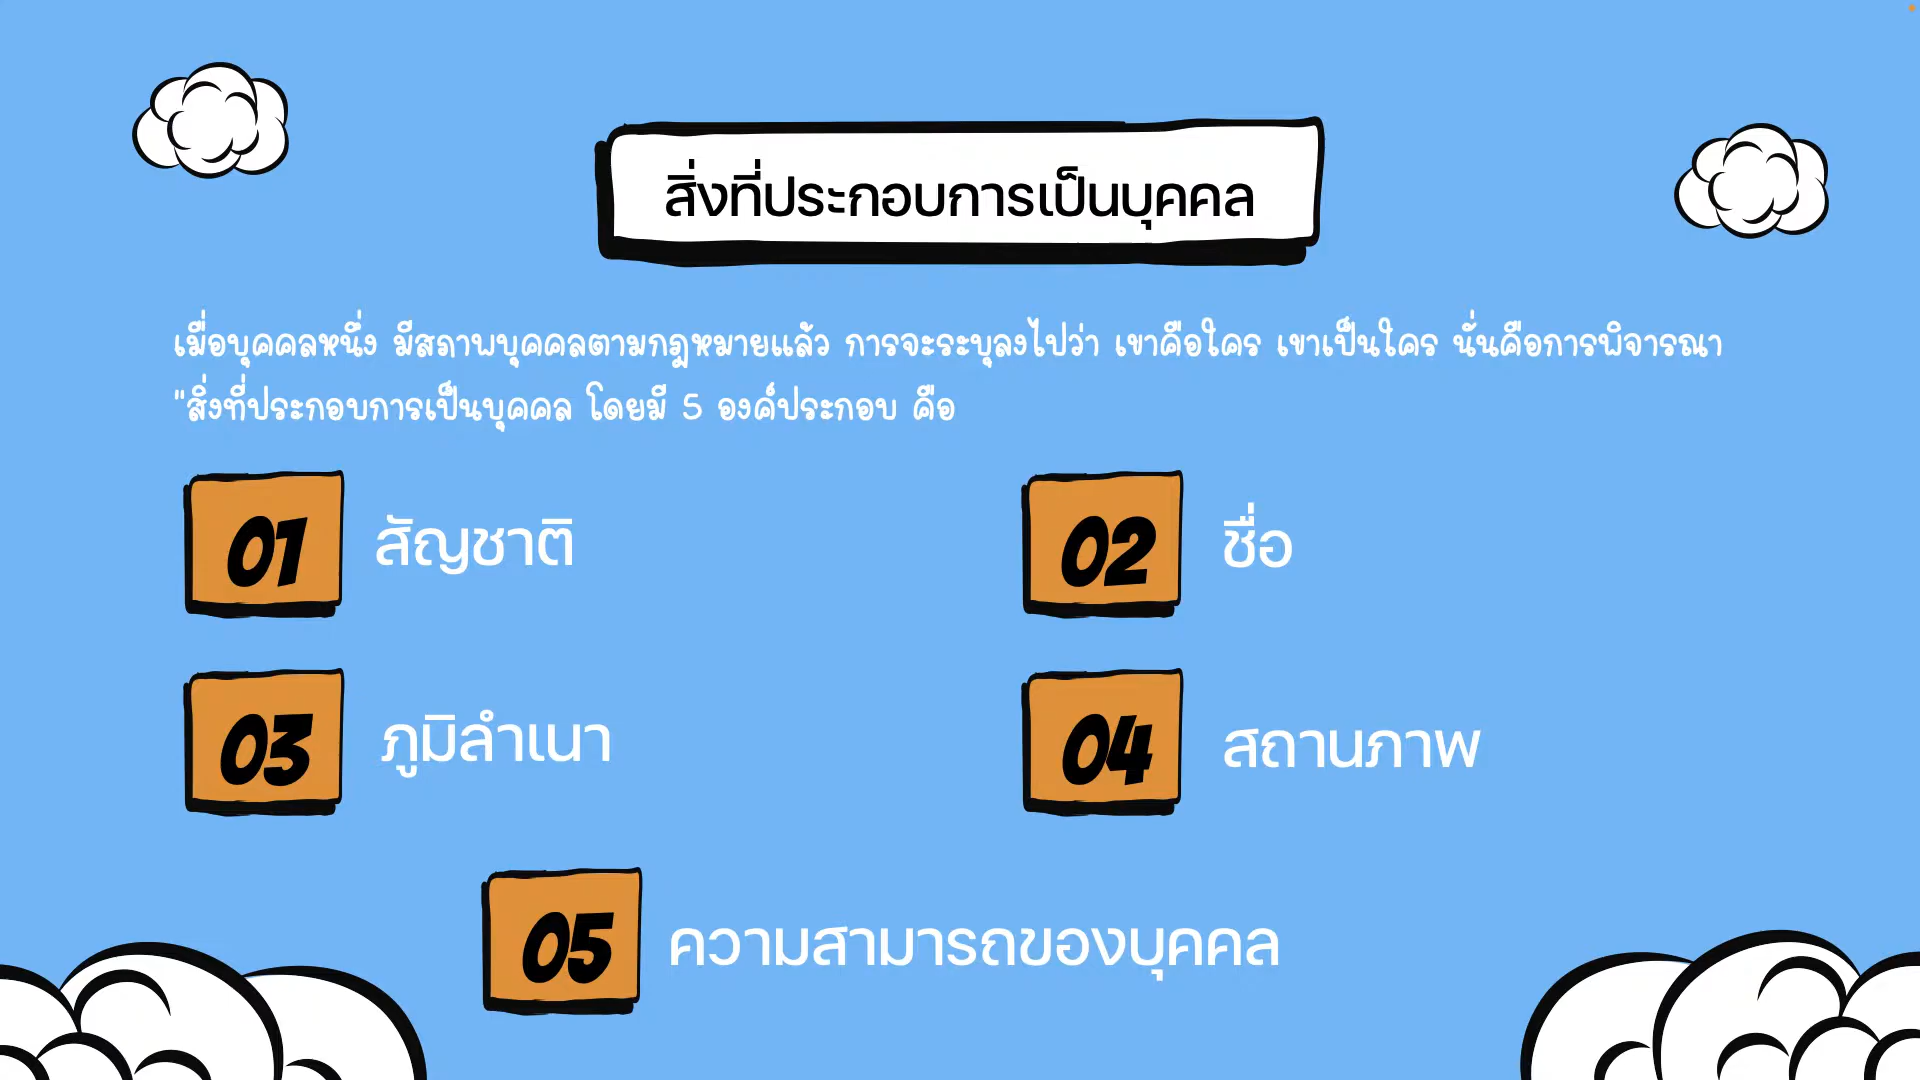 สิ่งที่ประกอบการเป็นบุคคล
เมื่อบุคคลหนึ่ง มีสภาพบุคคลตามกฎหมายแล้ว การจะระบุลงไปว่า เขาคือใคร เขาเป็นใคร นั่นคือการพิจารณา
"สิ่งที่ประกอบการเป็นบุคคล โดยมี 5 องค์ประกอบ คือ
01 สัญชาติ
02 ชื่อ
03 ภูมิลำเนา
04 สถานภาพ
05 ความสามารถของบุคคล